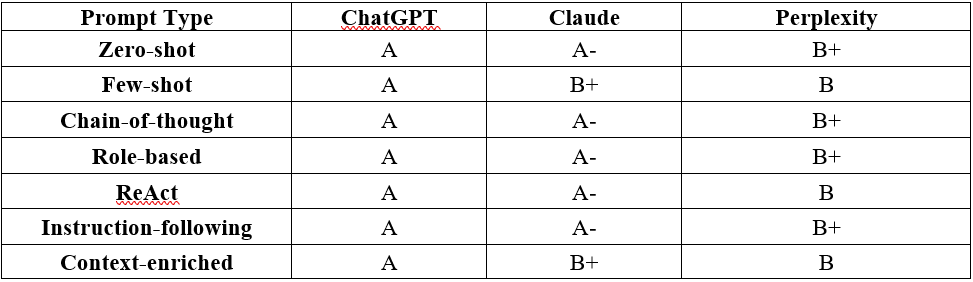 Prompt Type ChatGPT Claude Perplexity
Zero-shot A A- B+
Few-shot A B+ B
Chain-of-thought A A- B+
Role-based A A- B+
ReAct A A- B
Instruction-following A A- B+
Context-enriched A B+ B